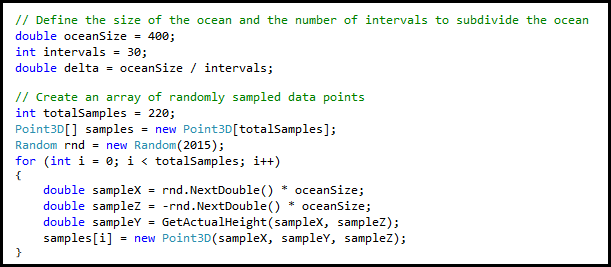 // Define the size of the ocean and the number of intervals to subdivide the ocean
double oceanSize = 400;
int intervals = 30;
double delta = oceanSize / intervals;

// Create an array of randomly sampled data points
int totalSamples = 220;
Point3D[] samples = new Point3D[totalSamples];
Random rnd = new Random(2015);
for (int i = 0; i < totalSamples; i++)
{
    double sampleX = rnd.NextDouble() * oceanSize;
    double sampleZ = -rnd.NextDouble() * oceanSize;
    double sampleY = GetActualHeight(sampleX, sampleZ);
    samples[i] = new Point3D(sampleX, sampleY, sampleZ);
}